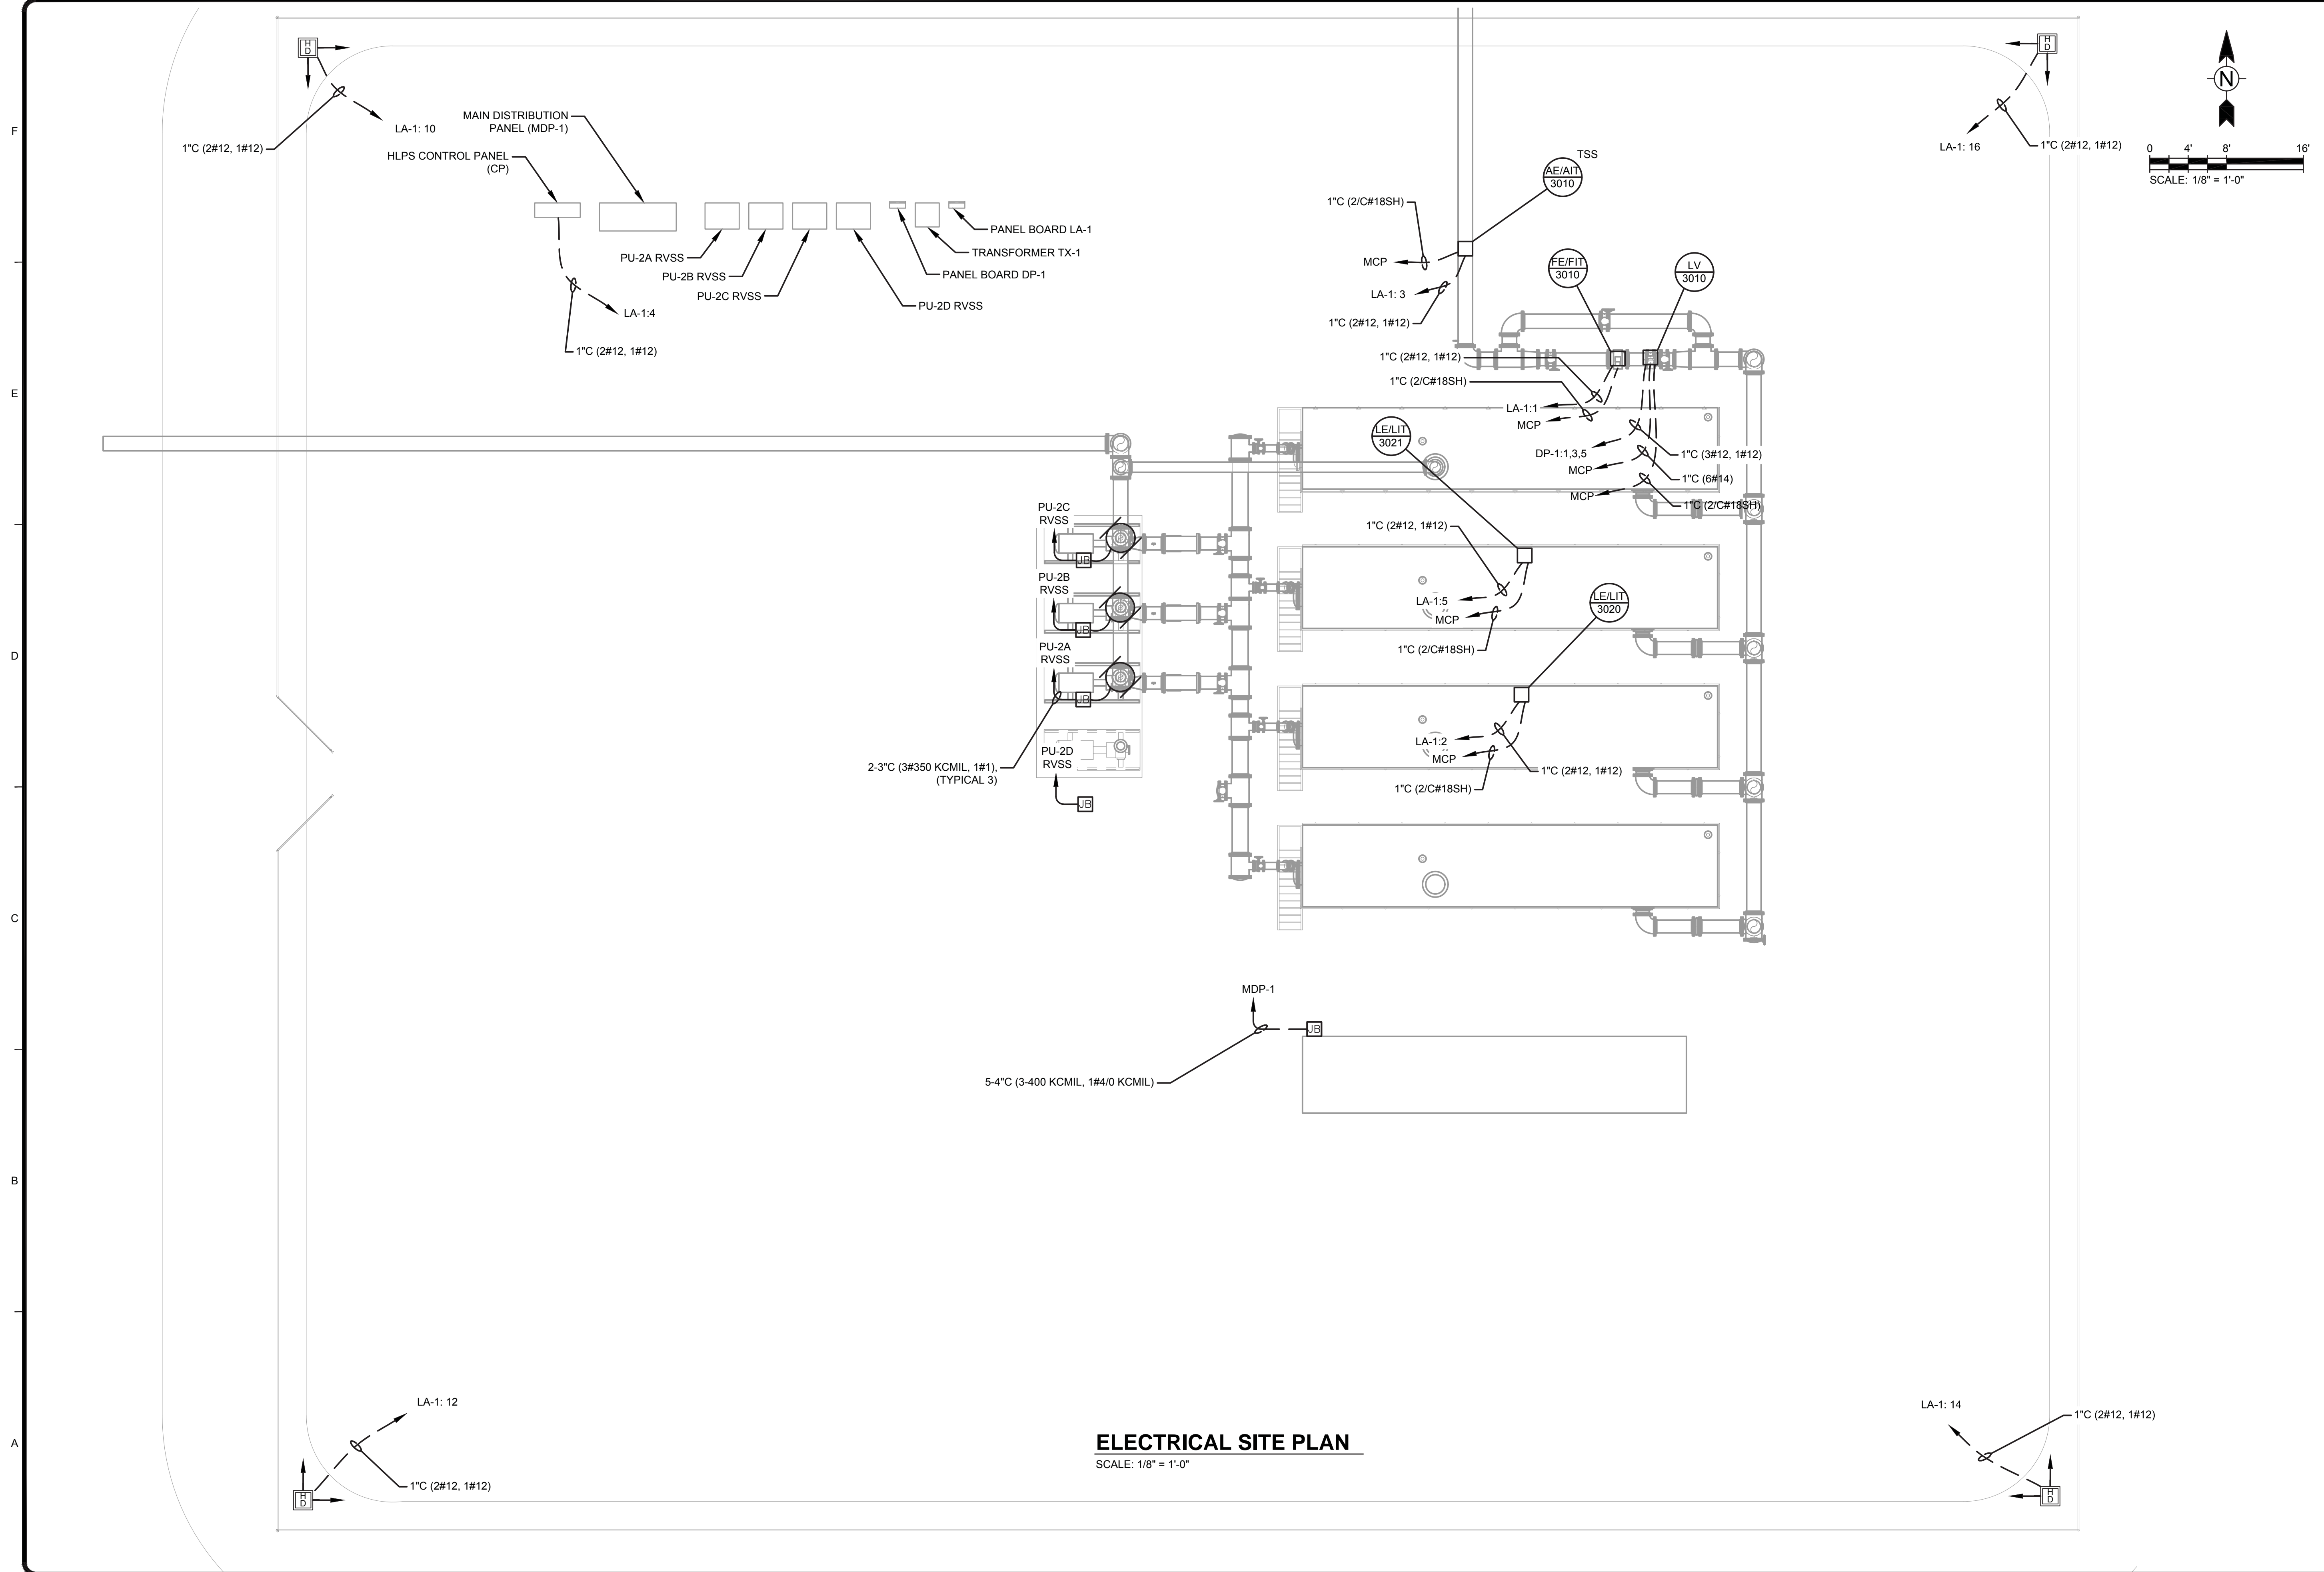 F
E
D
C
B
A
H
D
1"C (2#12, 1#12)
LA-1: 10
MAIN DISTRIBUTION
PANEL (MDP-1)
HLPS CONTROL PANEL
(CP)
PU-2A RVSS
PU-2B RVSS
PU-2C RVSS
PU-2D RVSS
PANEL BOARD LA-1
TRANSFORMER TX-1
PANEL BOARD DP-1
LA-1:4
1"C (2#12, 1#12)
AE/AIT
3010
TSS
1"C (2/C#18SH)
MCP
LA-1: 3
1"C (2#12, 1#12)
H
D
LA-1: 16
1"C (2#12, 1#12)
N
0 4' 8' 16'
SCALE: 1/8" = 1'-0"
FE/FIT
3010
LV
3010
1"C (2#12, 1#12)
1"C (2/C#18SH)
LA-1:1
MCP
DP-1:1,3,5
MCP
MCP
1"C (3#12, 1#12)
1"C (6#14)
1"C (2/C#18SH)
LE/LIT
3021
1"C (2#12, 1#12)
LA-1:5
MCP
1"C (2/C#18SH)
LE/LIT
3020
LA-1:2
MCP
1"C (2#12, 1#12)
1"C (2/C#18SH)
PU-2C
RVSS
JB
PU-2B
RVSS
JB
PU-2A
RVSS
JB
PU-2D
RVSS
JB
2-3"C (3#350 KCMIL, 1#1),
(TYPICAL 3)
MDP-1
JB
5-4"C (3-400 KCMIL, 1#4/0 KCMIL)
LA-1: 12
1"C (2#12, 1#12)
H
D
LA-1: 14
1"C (2#12, 1#12)
H
D
ELECTRICAL SITE PLAN
SCALE: 1/8" = 1'-0"